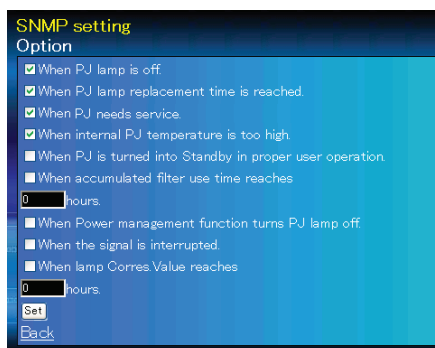 SNMP setting
Option
When PJ lamp is off.
When PJ lamp replacement time is reached.
When PJ needs service.
When internal PJ temperature is too high.
When PJ is turned into Standby in proper user operation.
When accumulated filter use time reaches
0 hours.
When Power management function turns PJ lamp off.
When the signal is interrupted.
When lamp Corres.Value reaches
0 hours.
Set
Back